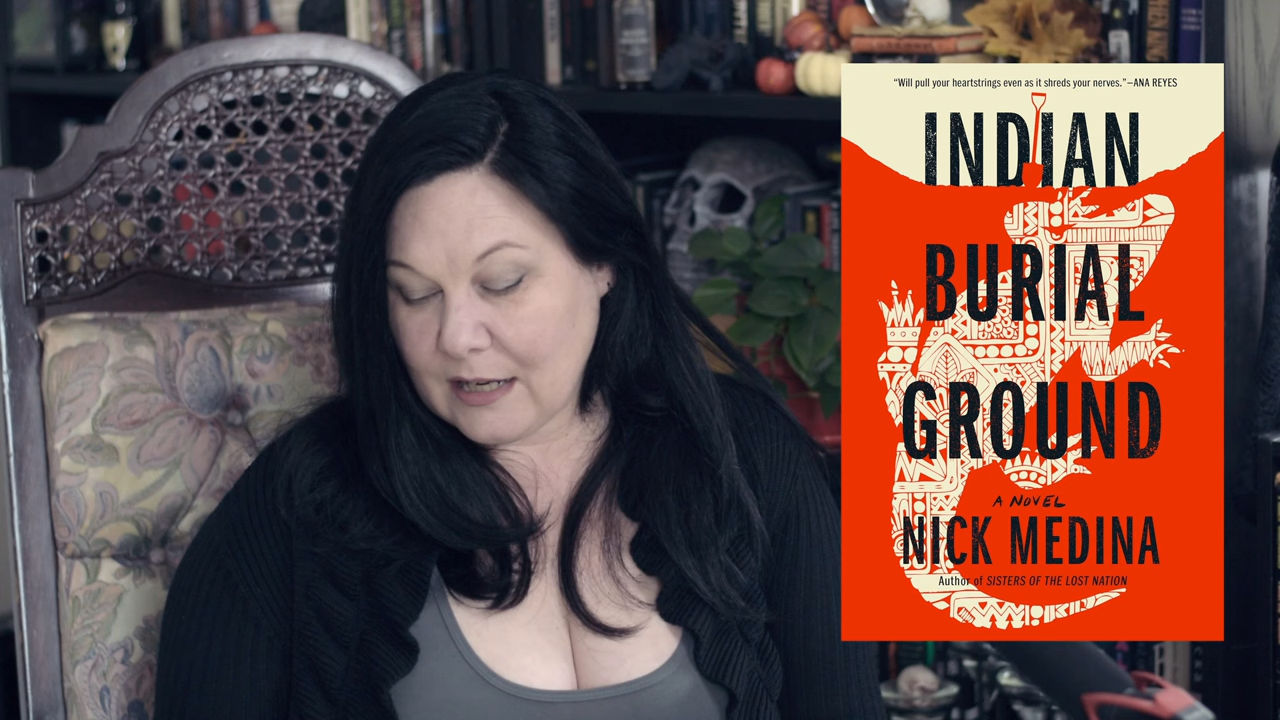 “Will pull your heartstrings even as it shreds your nerves.”—ANA REYES
INDIAN
BURIAL
GROUND
A NOVEL
NICK MEDINA
Author of SISTERS OF THE LOST NATION